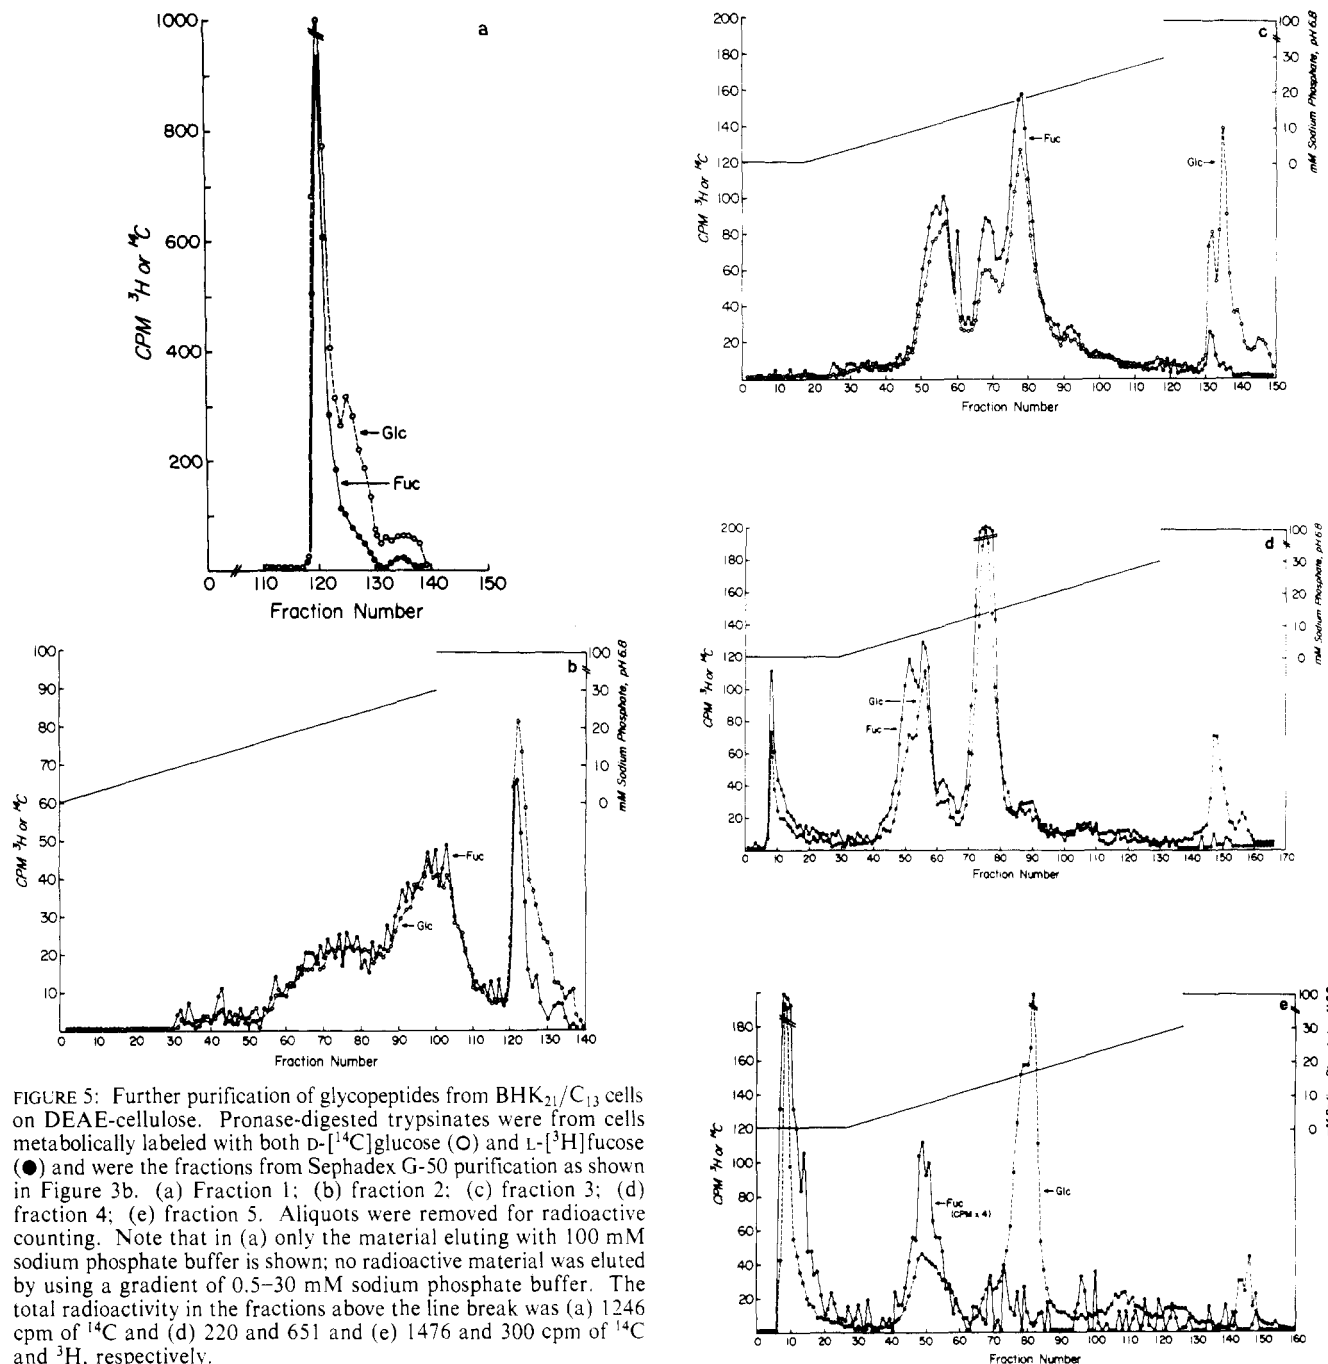 a
1000
800
600
400
200
CPM ³H or ¹⁴C
Glc
Fuc
0 110 120 130 140 150
Fraction Number
b
100
90
80
70
60
50
40
30
20
10
CPM ³H or ¹⁴C
100
30
20
10
0
mM Sodium Phosphate, pH 6.8
Fuc
Glc
0 10 20 30 40 50 60 70 80 90 100 110 120 130 140
Fraction Number
FIGURE 5: Further purification of glycopeptides from BHK₂₁/C₁₃ cells
on DEAE-cellulose. Pronase-digested trypsinates were from cells
metabolically labeled with both D-[¹⁴C]glucose (○) and L-[³H]fucose
(●) and were the fractions from Sephadex G-50 purification as shown
in Figure 3b. (a) Fraction 1; (b) fraction 2; (c) fraction 3; (d)
fraction 4; (e) fraction 5. Aliquots were removed for radioactive
counting. Note that in (a) only the material eluting with 100 mM
sodium phosphate buffer is shown; no radioactive material was eluted
by using a gradient of 0.5–30 mM sodium phosphate buffer. The
total radioactivity in the fractions above the line break was (a) 1246
cpm of ¹⁴C and (d) 220 and 651 and (e) 1476 and 300 cpm of ¹⁴C
and ³H, respectively.
c
200
180
160
140
120
100
80
60
40
20
CPM ³H or ¹⁴C
100
30
20
10
0
mM Sodium Phosphate, pH 6.8
Fuc
Glc
0 10 20 30 40 50 60 70 80 90 100 110 120 130 140 150
Fraction Number
d
200
180
160
140
120
100
80
60
40
20
CPM ³H or ¹⁴C
100
30
20
10
0
mM Sodium Phosphate, pH 6.8
Glc
Fuc
0 10 20 30 40 50 60 70 80 90 100 110 120 130 140 150 160 170
Fraction Number
e
180
160
140
120
100
80
60
40
20
CPM ³H or ¹⁴C
100
30
20
10
0
Fuc
(CPM x 4)
Glc
0 10 20 30 40 50 60 70 80 90 100 110 120 130 140 150 160
Fraction Number